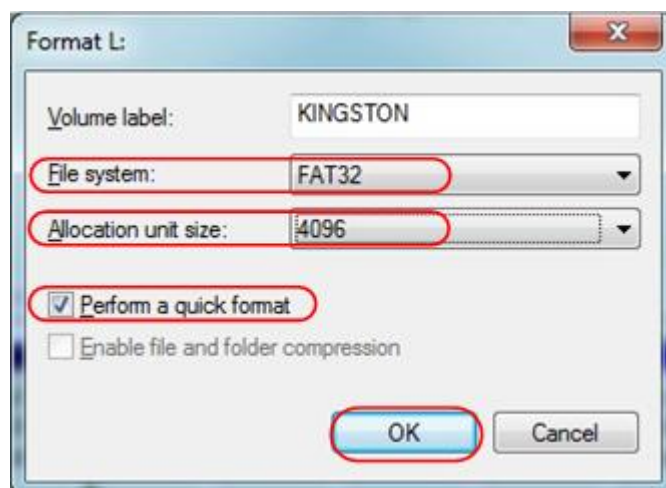 Format L:
Volume label: KINGSTON
File system: FAT32
Allocation unit size: 4096
Perform a quick format
Enable file and folder compression
OK Cancel